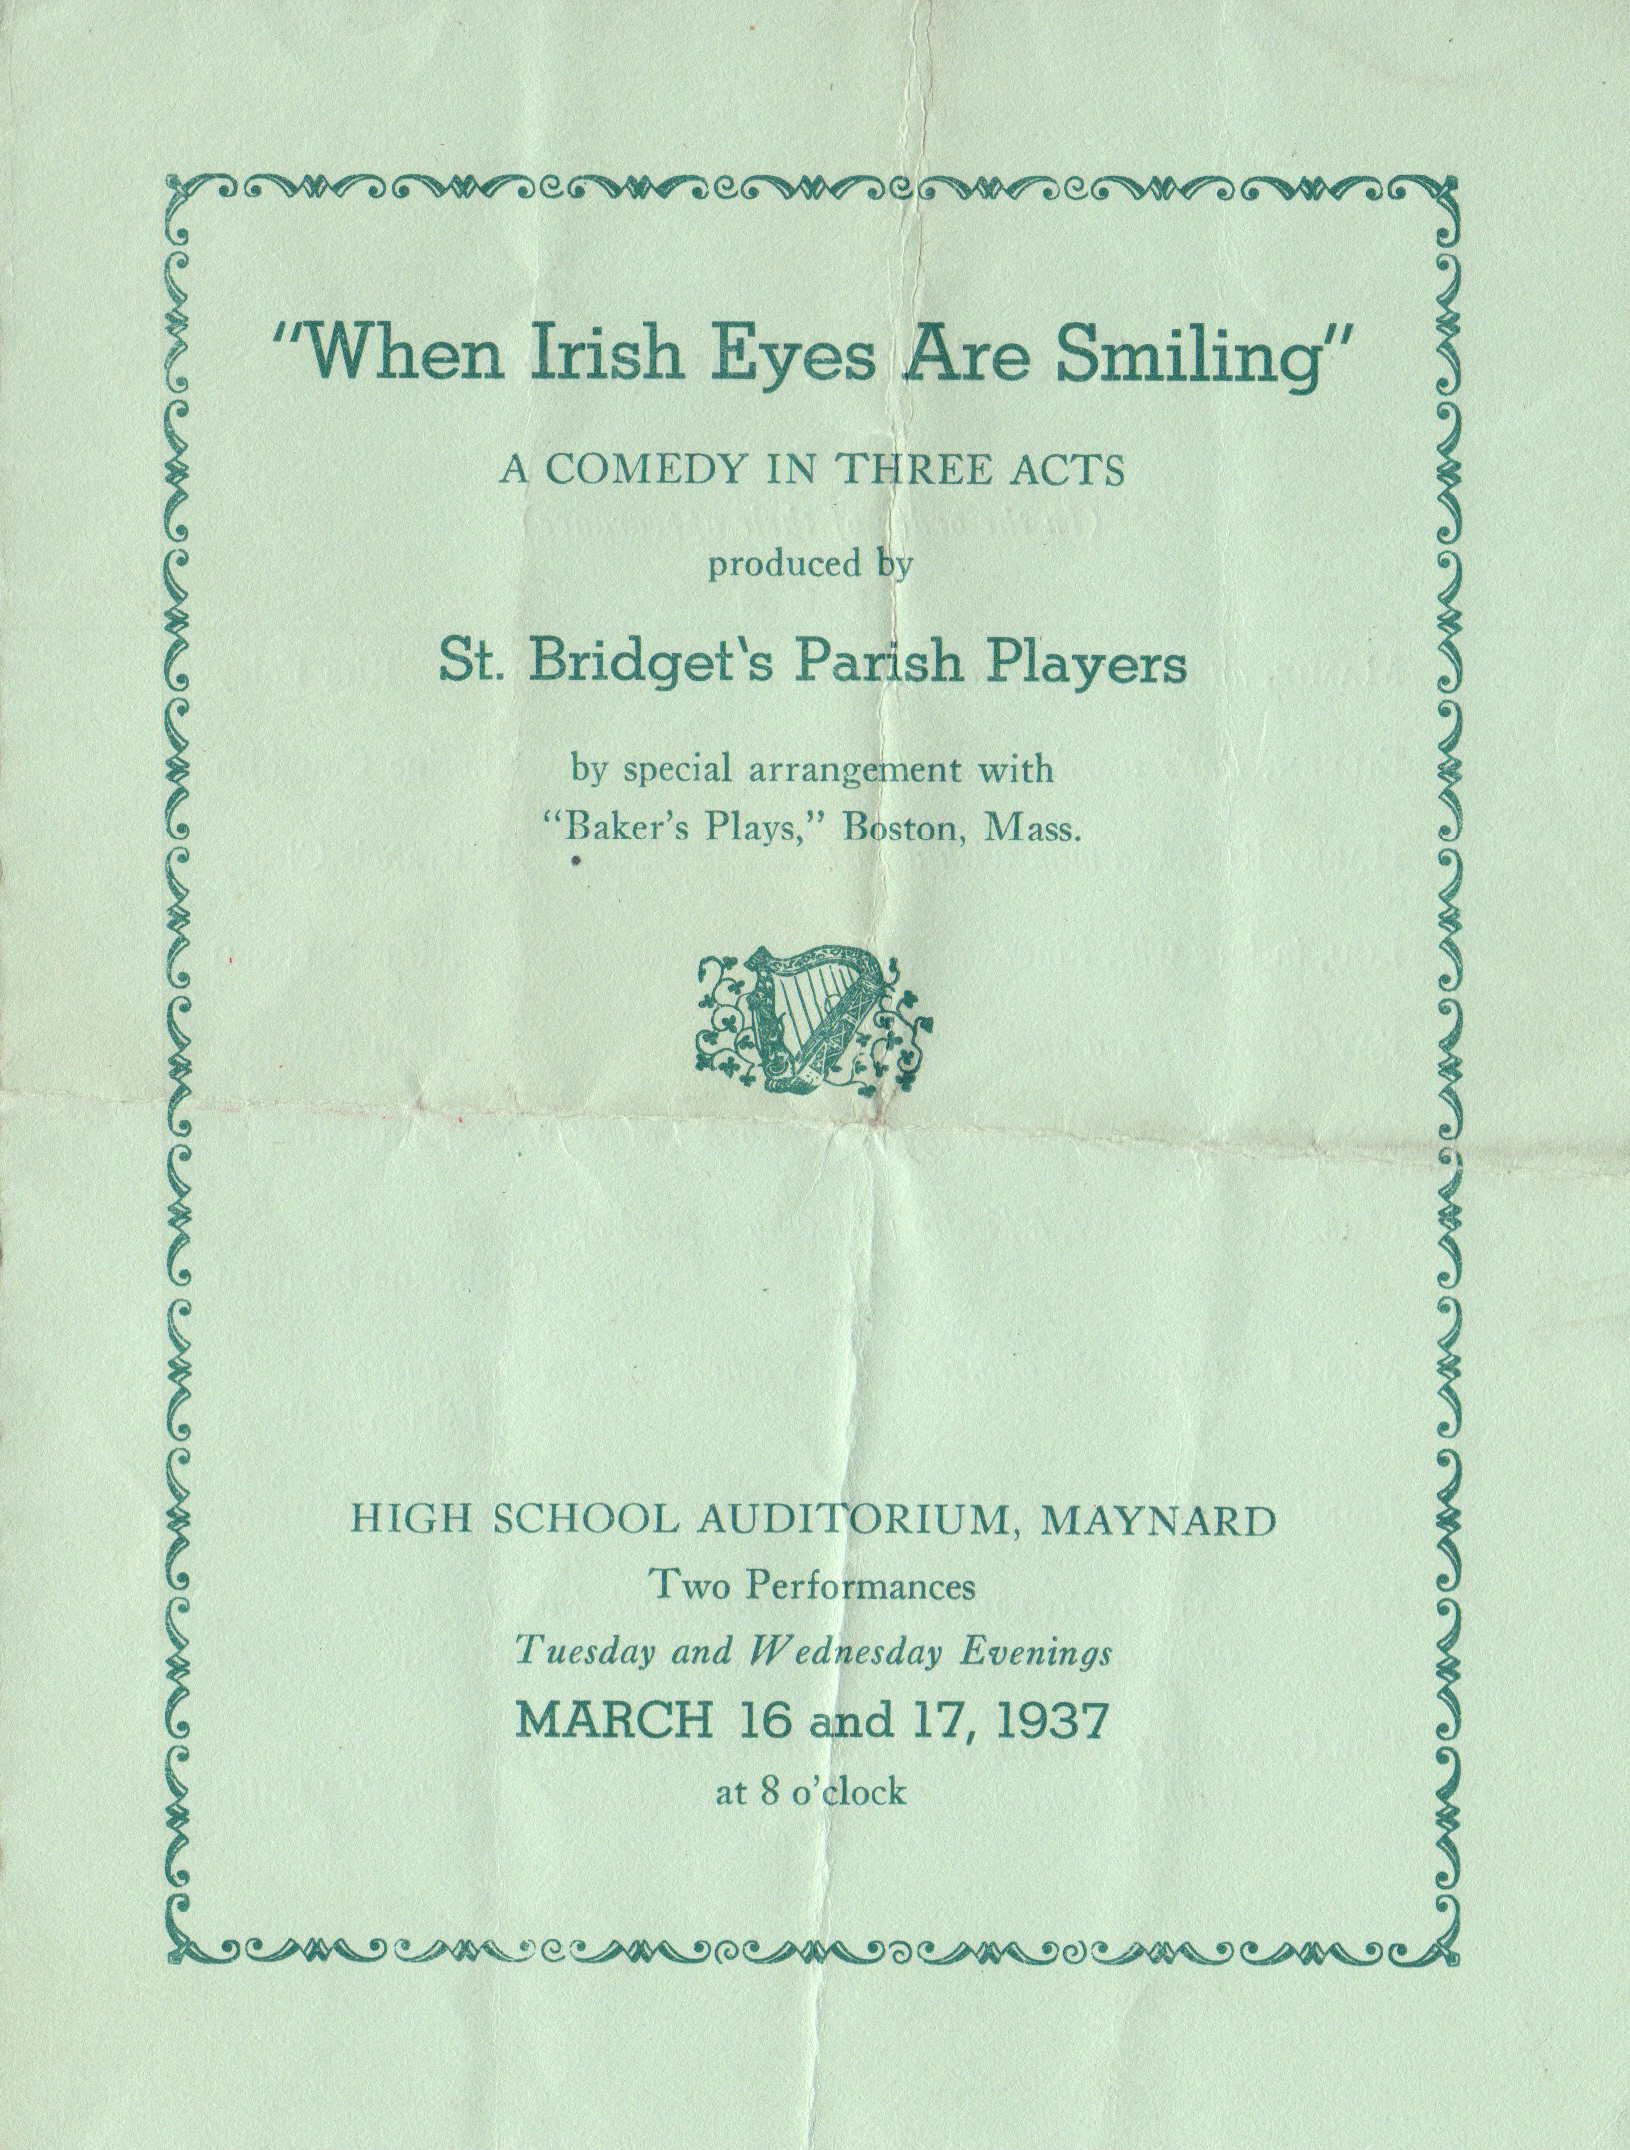 "When Irish Eyes Are Smiling"
A COMEDY IN THREE ACTS
produced by
St. Bridget's Parish Players
by special arrangement with
"Baker's Plays," Boston, Mass.
HIGH SCHOOL AUDITORIUM, MAYNARD
Two Performances
Tuesday and Wednesday Evenings
MARCH 16 and 17, 1937
at 8 o'clock